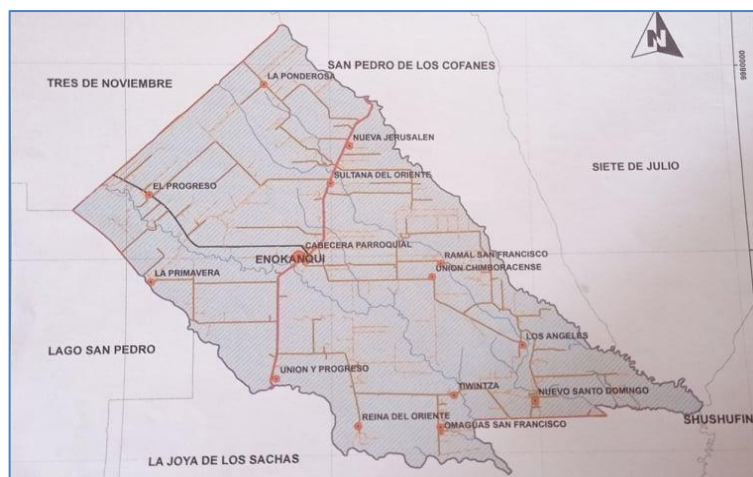 N
9980000
SAN PEDRO DE LOS COFANES
TRES DE NOVIEMBRE
LA PONDEROSA
NUEVA JERUSALEN
SIETE DE JULIO
SULTANA DEL ORIENTE
EL PROGRESO
CABECERA PARROQUIAL
ENOKANQUI
RAMAL SAN FRANCISCO
UNION CHIMBORACENSE
LA PRIMAVERA
LOS ANGELES
LAGO SAN PEDRO
UNION Y PROGRESO
TIWINTZA
NUEVO SANTO DOMINGO
SHUSHUFIN
REINA DEL ORIENTE
OMAGUAS SAN FRANCISCO
LA JOYA DE LOS SACHAS